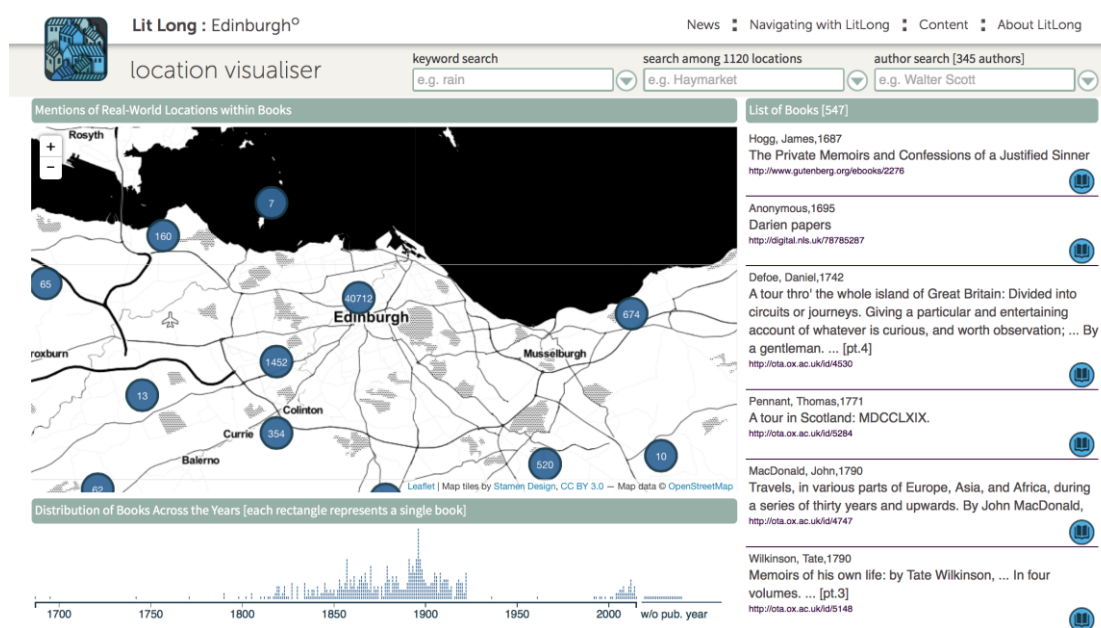 Lit Long : Edinburgh°
News : Navigating with LitLong : Content : About LitLong
location visualiser
keyword search
e.g. rain
search among 1120 locations
e.g. Haymarket
author search [345 authors]
e.g. Walter Scott
Mentions of Real-World Locations within Books
+
−
Rosyth
7
160
65
40712
Edinburgh
674
roxburn
Musselburgh
1452
13
Colinton
Currie
354
Balerno
520
10
62
Leaflet | Map tiles by Stamen Design, CC BY 3.0 — Map data © OpenStreetMap
Distribution of Books Across the Years [each rectangle represents a single book]
1700 1750 1800 1850 1900 1950 2000 w/o pub. year
List of Books [547]
Hogg, James,1687
The Private Memoirs and Confessions of a Justified Sinner
http://www.gutenberg.org/ebooks/2276
Anonymous,1695
Darien papers
http://digital.nls.uk/78785287
Defoe, Daniel,1742
A tour thro' the whole island of Great Britain: Divided into
circuits or journeys. Giving a particular and entertaining
account of whatever is curious, and worth observation; ... By
a gentleman. ... [pt.4]
http://ota.ox.ac.uk/id/4530
Pennant, Thomas,1771
A tour in Scotland: MDCCLXIX.
http://ota.ox.ac.uk/id/5284
MacDonald, John,1790
Travels, in various parts of Europe, Asia, and Africa, during
a series of thirty years and upwards. By John MacDonald,
http://ota.ox.ac.uk/id/4747
Wilkinson, Tate,1790
Memoirs of his own life: by Tate Wilkinson, ... In four
volumes. ... [pt.3]
http://ota.ox.ac.uk/id/5148